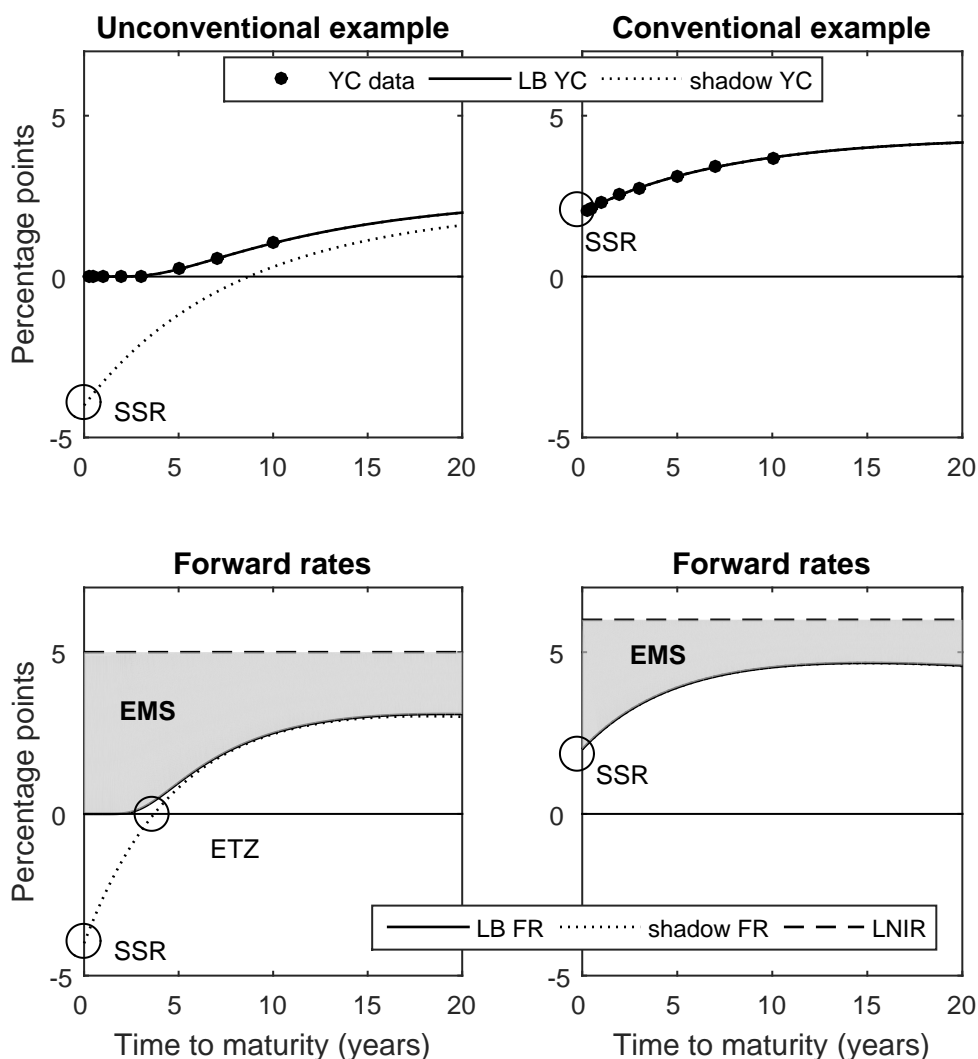 Unconventional example
Conventional example
YC data LB YC shadow YC
Percentage points
5
0
-5
SSR
0 5 10 15 20
5
0
-5
SSR
0 5 10 15 20
Forward rates
Forward rates
Percentage points
5
0
-5
EMS
ETZ
SSR
0 5 10 15 20
Time to maturity (years)
5
0
-5
EMS
SSR
LB FR shadow FR LNIR
0 5 10 15 20
Time to maturity (years)